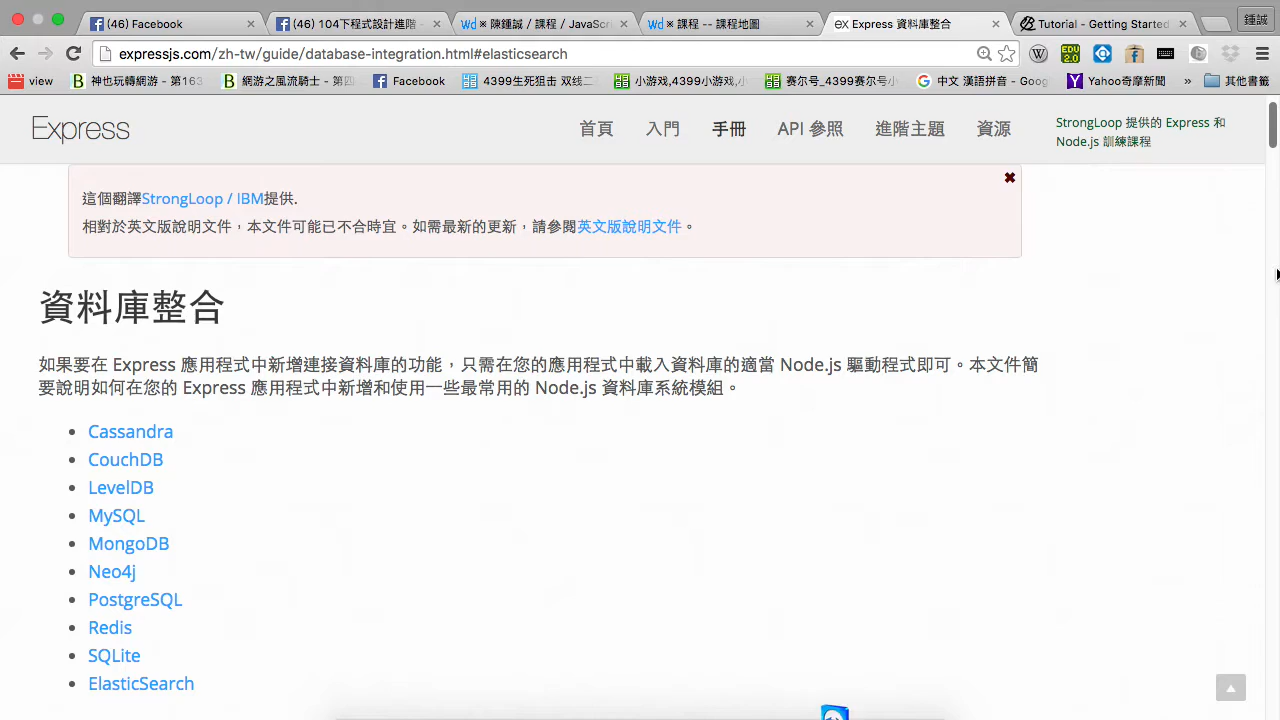 (46) Facebook
(46) 104下程式設計進階
※ 陳鍾誠 / 課程 / JavaScri
※ 課程 -- 課程地圖
Express 資料庫整合
Tutorial - Getting Started
鍾誠
expressjs.com/zh-tw/guide/database-integration.html#elasticsearch
view
神也玩轉網游 - 第163
網游之風流騎士 - 第四
Facebook
4399生死狙击 双线二
小游戏,4399小游戏,小
赛尔号_4399赛尔号小
中文 漢語拼音 - Goog
Yahoo奇摩新聞
»
其他書籤
Express
首頁
入門
手冊
API 參照
進階主題
資源
StrongLoop 提供的 Express 和
Node.js 訓練課程
這個翻譯StrongLoop / IBM提供.
相對於英文版說明文件，本文件可能已不合時宜。如需最新的更新，請參閱英文版說明文件。
資料庫整合
如果要在 Express 應用程式中新增連接資料庫的功能，只需在您的應用程式中載入資料庫的適當 Node.js 驅動程式即可。本文件簡
要說明如何在您的 Express 應用程式中新增和使用一些最常用的 Node.js 資料庫系統模組。
Cassandra
CouchDB
LevelDB
MySQL
MongoDB
Neo4j
PostgreSQL
Redis
SQLite
ElasticSearch